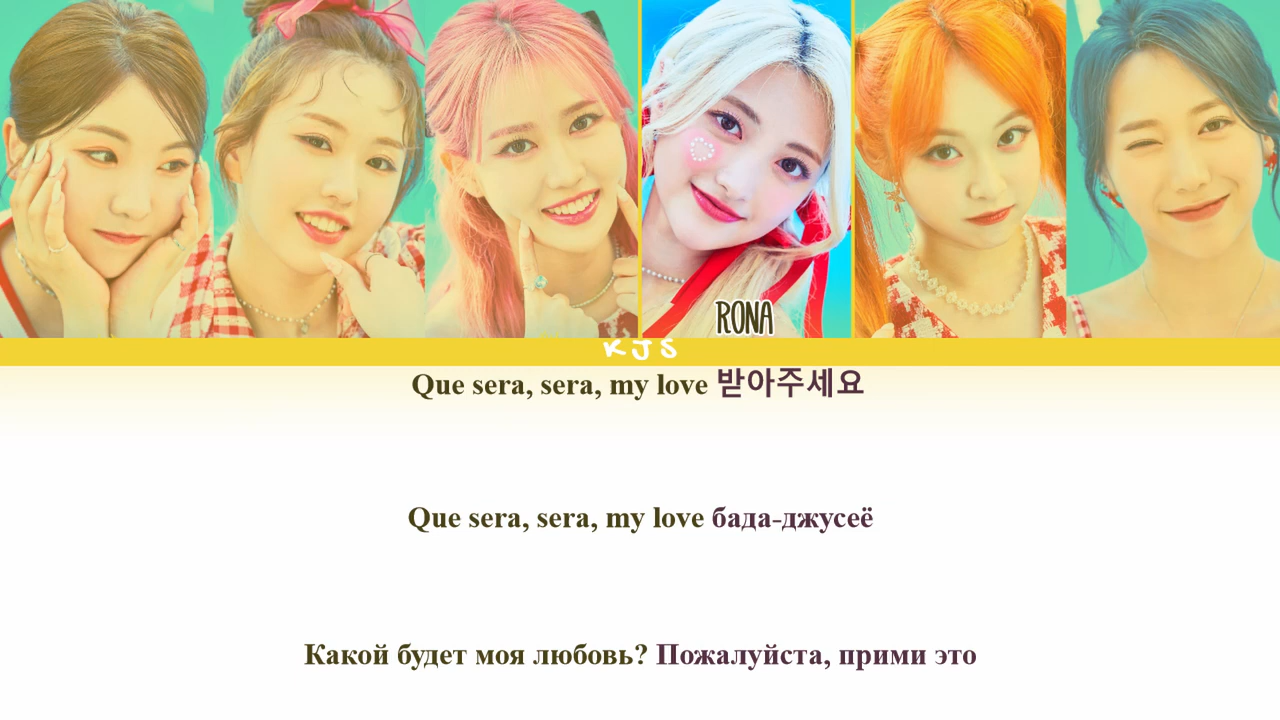 RONA
KJS
Que sera, sera, my love 받아주세요
Que sera, sera, my love бада-джусеё
Какой будет моя любовь? Пожалуйста, прими это